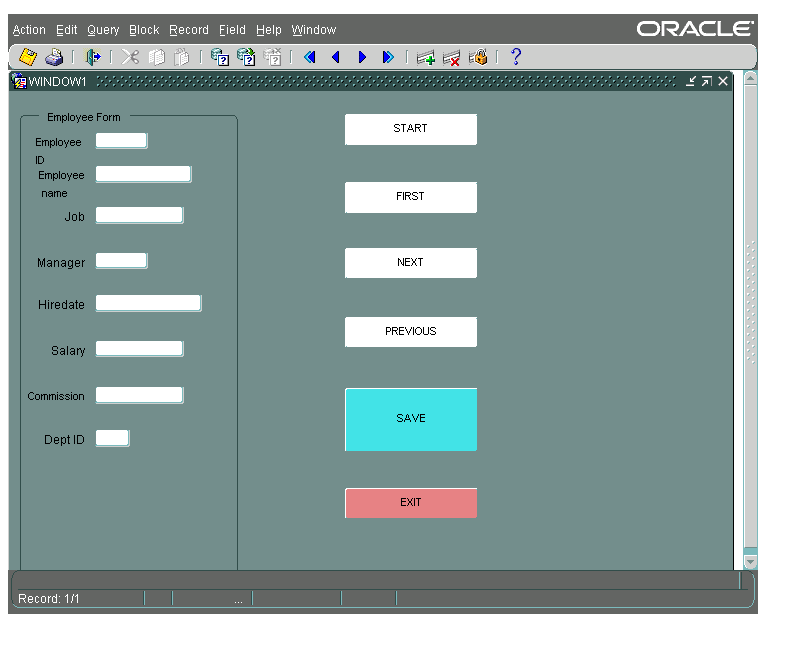 Action Edit Query Block Record Field Help Window
ORACLE
WINDOW1
Employee Form
Employee
ID
Employee
name
Job
Manager
Hiredate
Salary
Commission
Dept ID
START
FIRST
NEXT
PREVIOUS
SAVE
EXIT
Record: 1/1
...